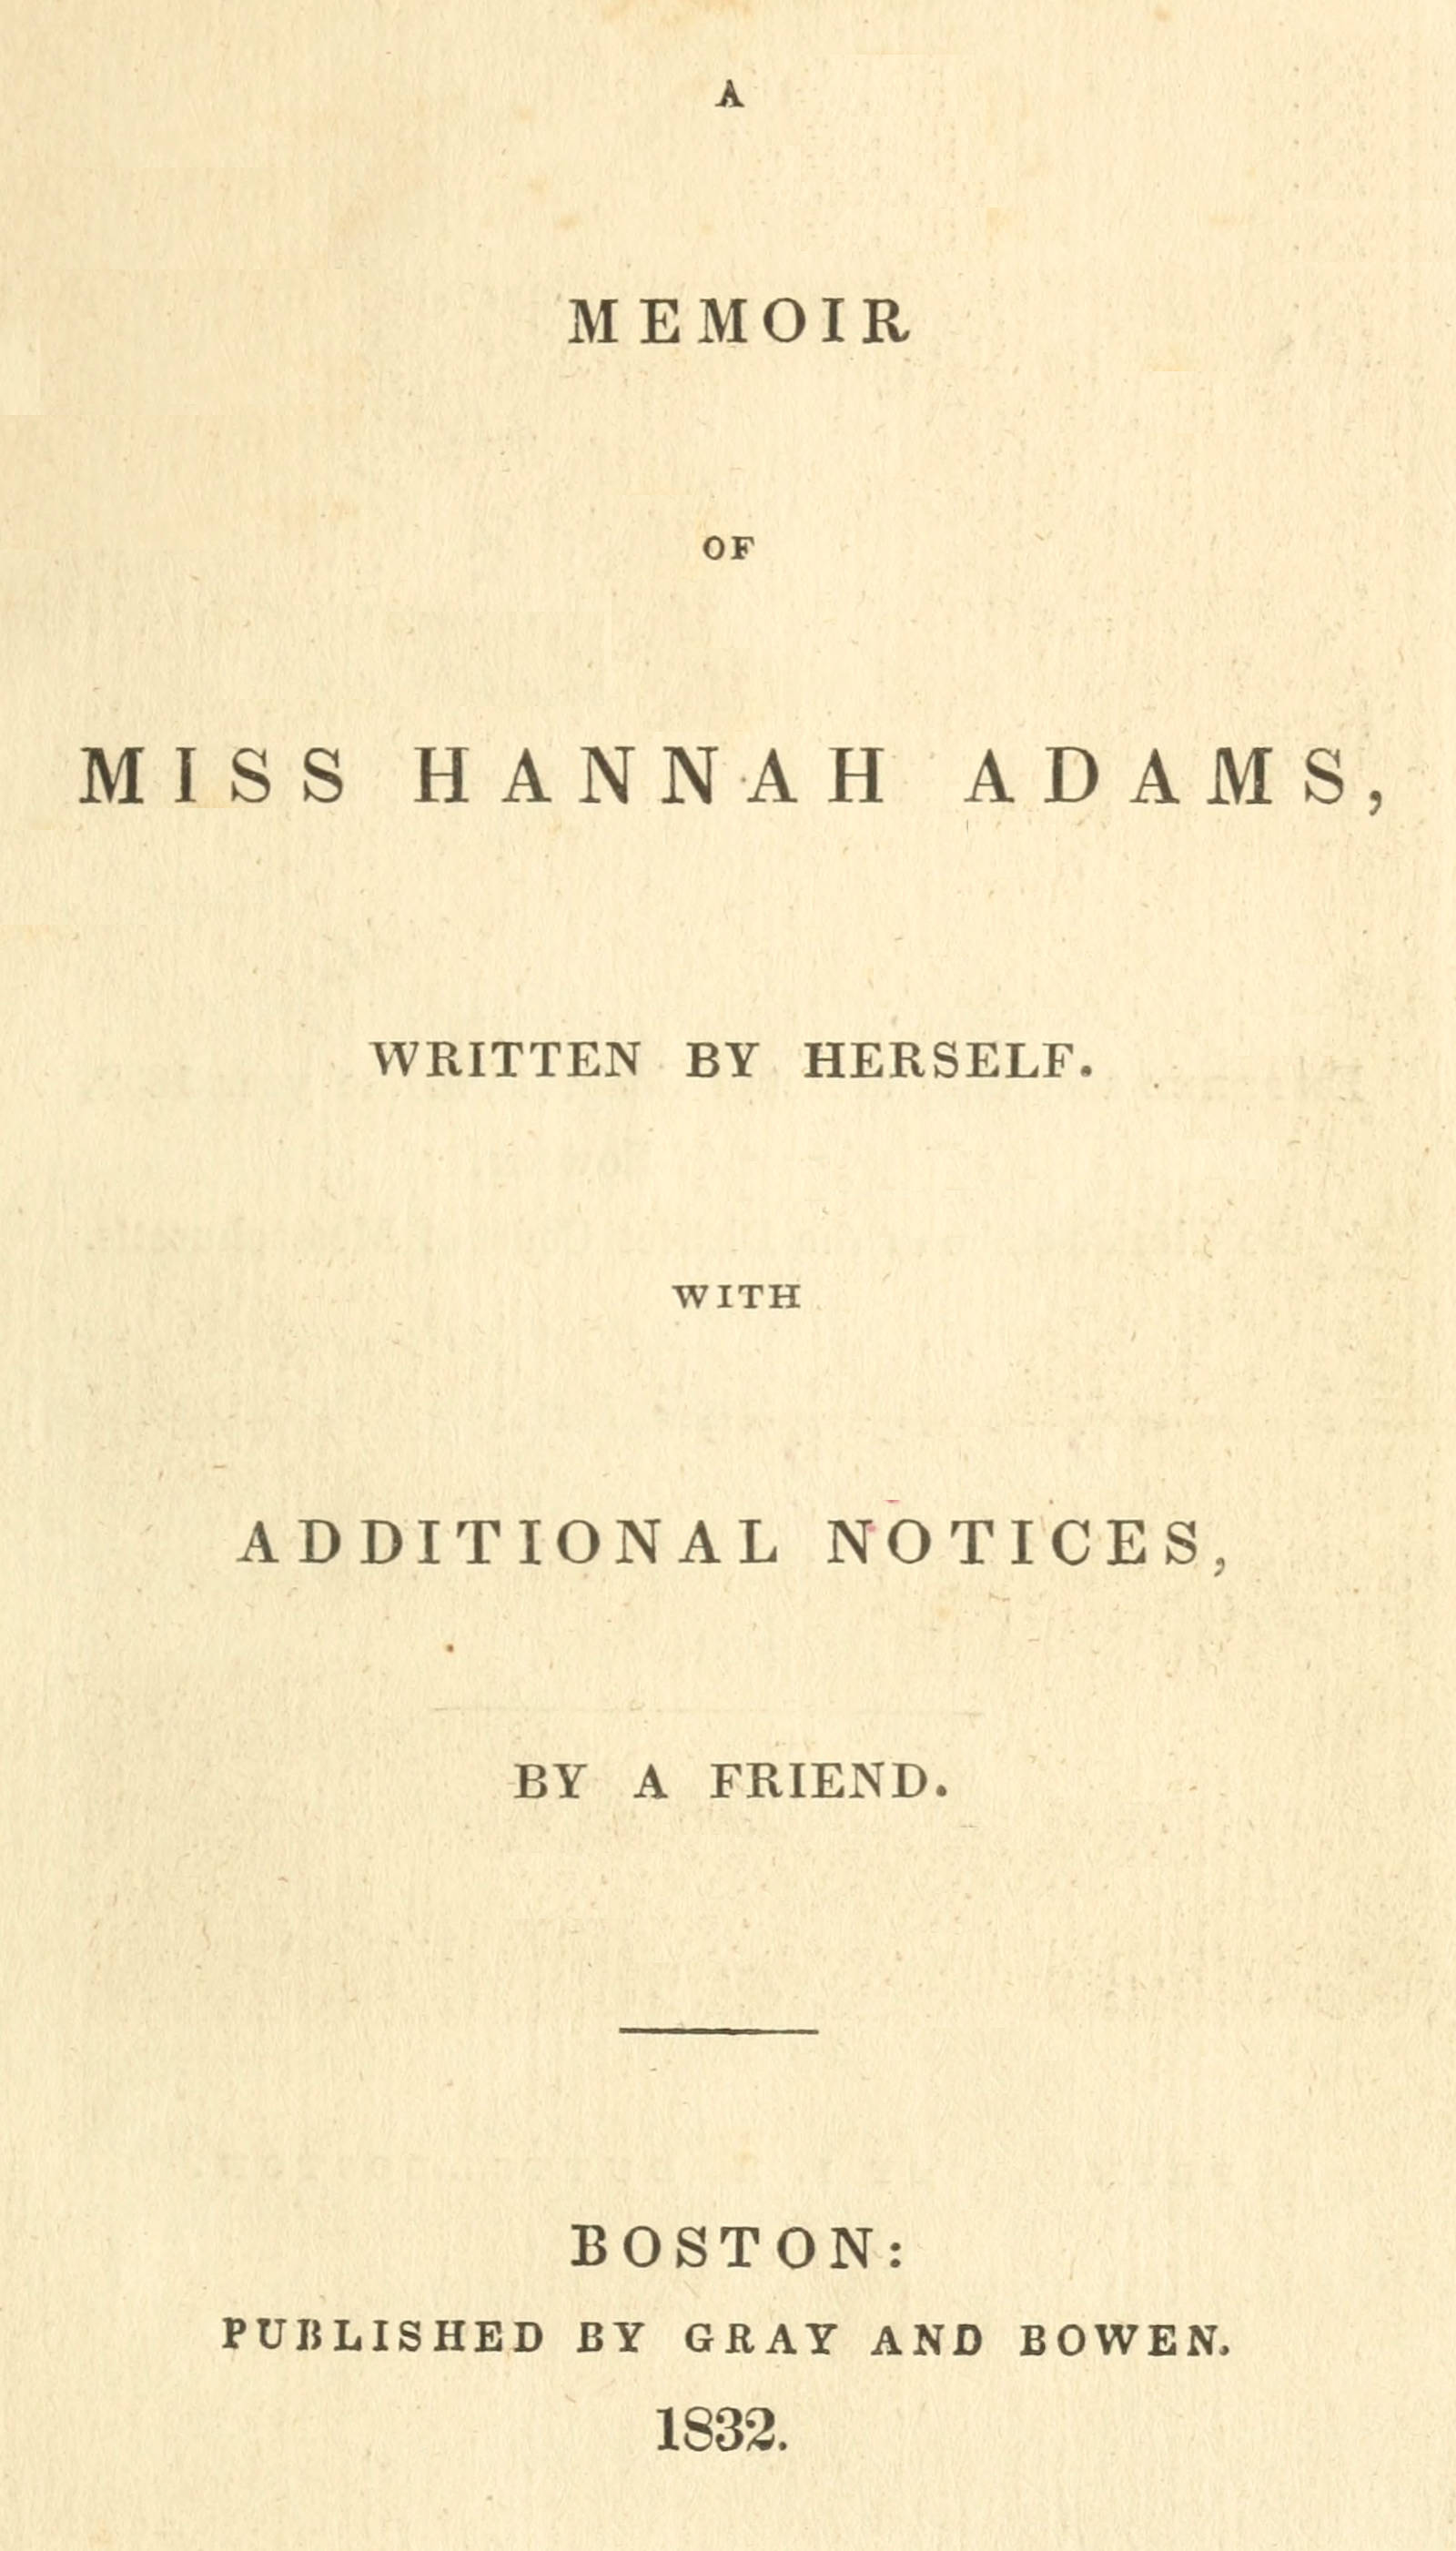 A
MEMOIR
OF
MISS HANNAH ADAMS,
WRITTEN BY HERSELF.
WITH
ADDITIONAL NOTICES,
BY A FRIEND.
BOSTON:
PUBLISHED BY GRAY AND BOWEN.
1832.